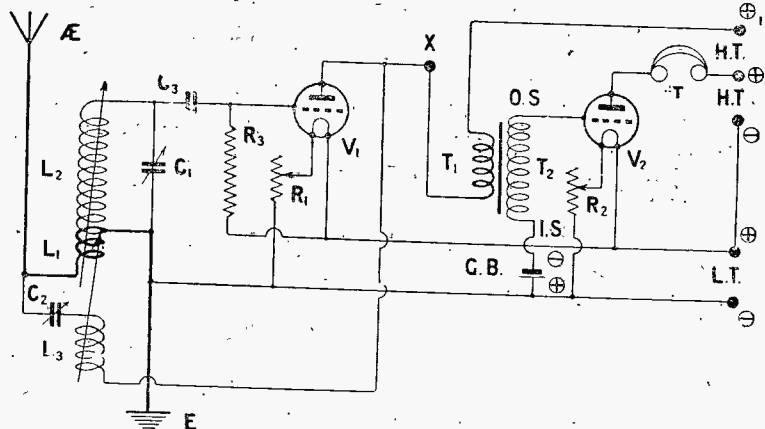 Æ
C3
X
⊕1
H.T.
⊕
H.T
⊖
T
O.S
R3
V1
V2
L2
C1
R1
T1
T2
R2
L1
I.S.
⊕
C2
G.B.
⊖
⊕
L.T.
⊖
L3
E